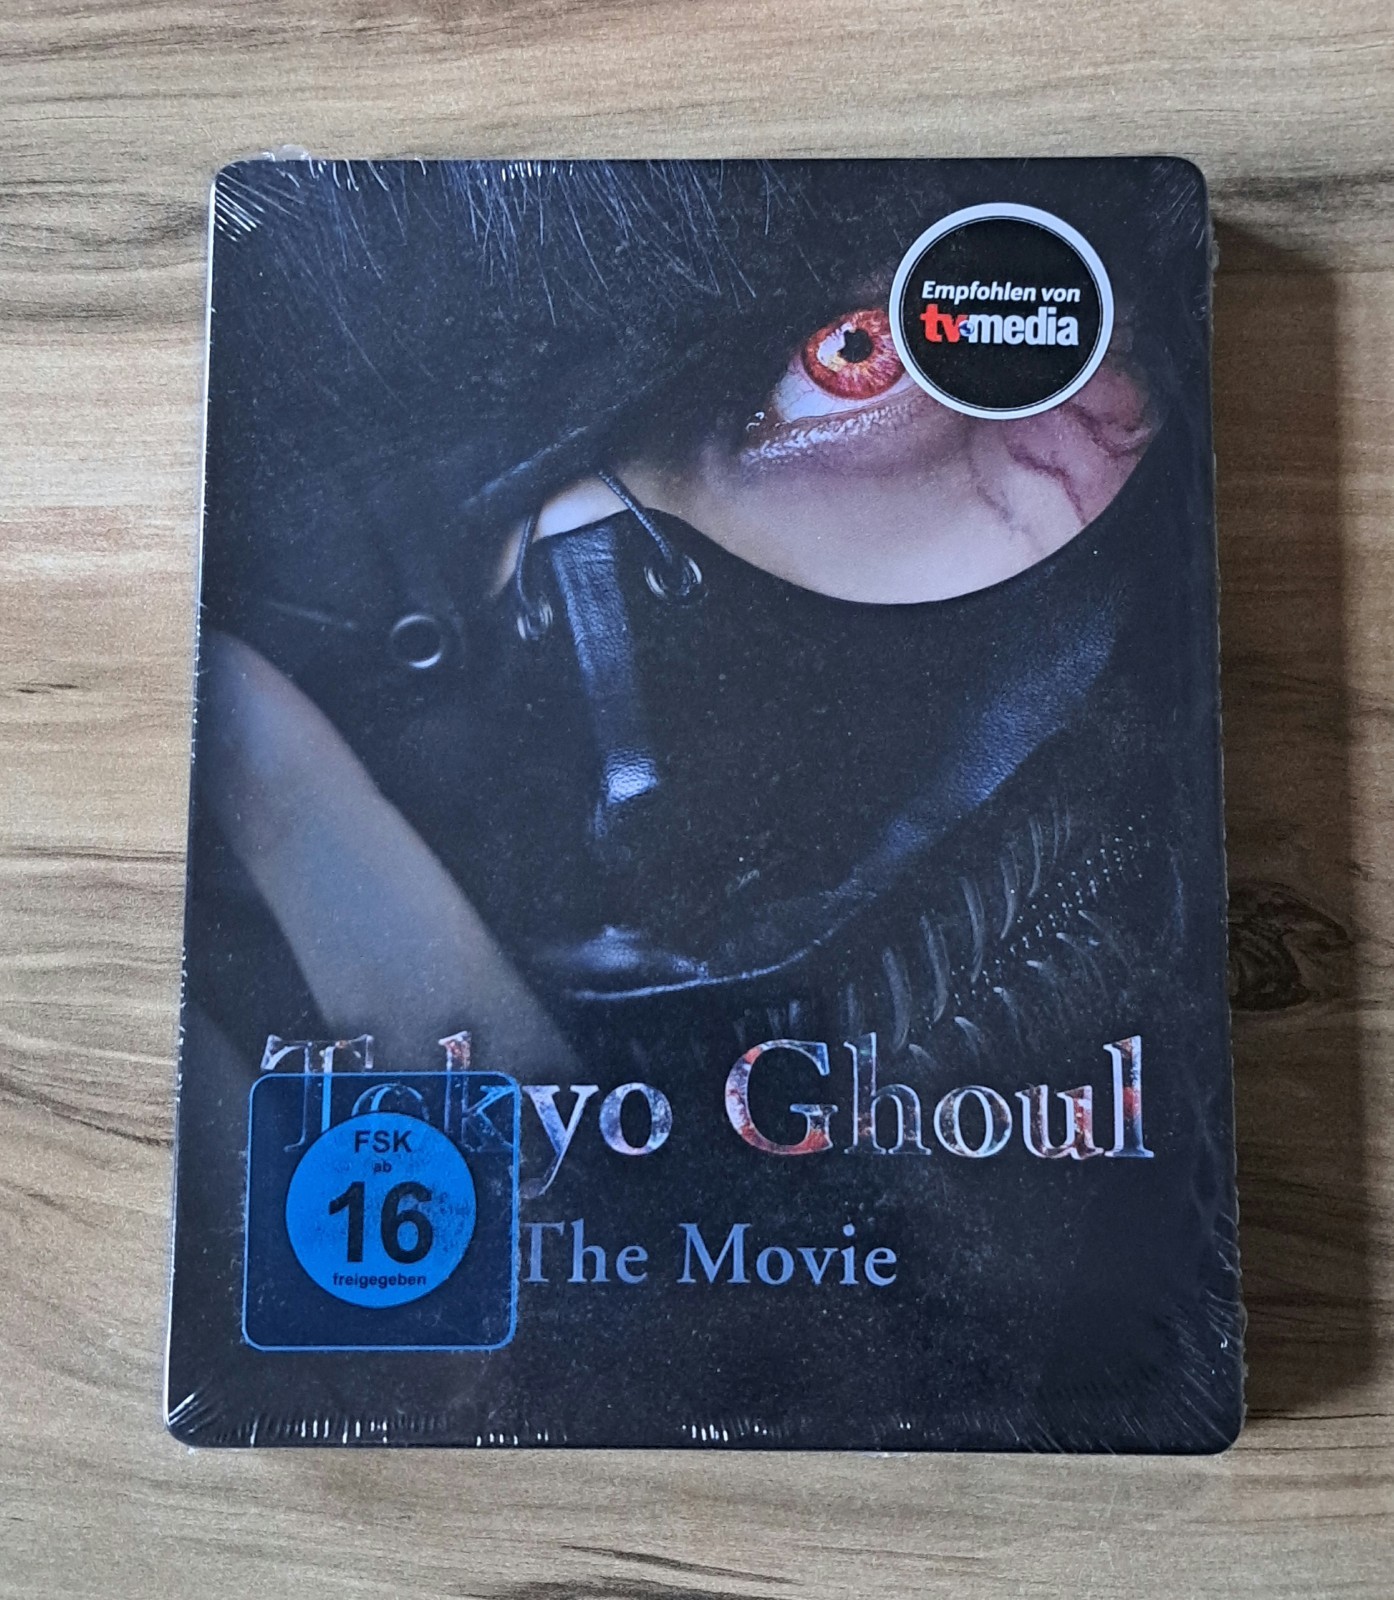 Empfohlen von
tv media
Tokyo Ghoul
The Movie
FSK
ab
16
freigegeben